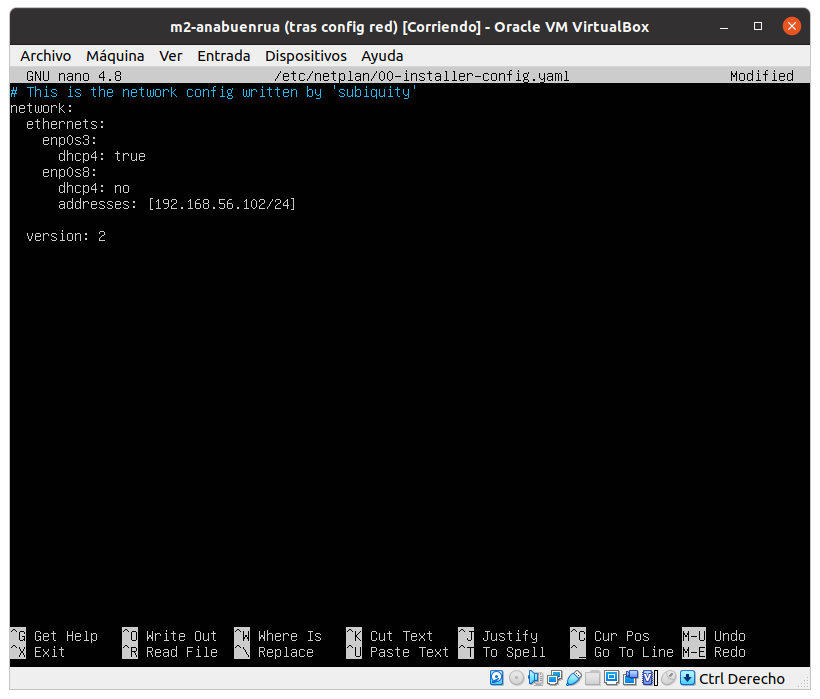 m2-anabuenrua (tras config red) [Corriendo] - Oracle VM VirtualBox
Archivo Máquina Ver Entrada Dispositivos Ayuda
GNU nano 4.8 /etc/netplan/00-installer-config.yaml Modified
# This is the network config written by 'subiquity'
network:
  ethernets:
    enp0s3:
      dhcp4: true
    enp0s8:
      dhcp4: no
      addresses: [192.168.56.102/24]
  version: 2
^G Get Help ^O Write Out ^W Where Is ^K Cut Text ^J Justify ^C Cur Pos M-U Undo
^X Exit ^R Read File ^\ Replace ^U Paste Text ^T To Spell ^_ Go To Line M-E Redo
Ctrl Derecho